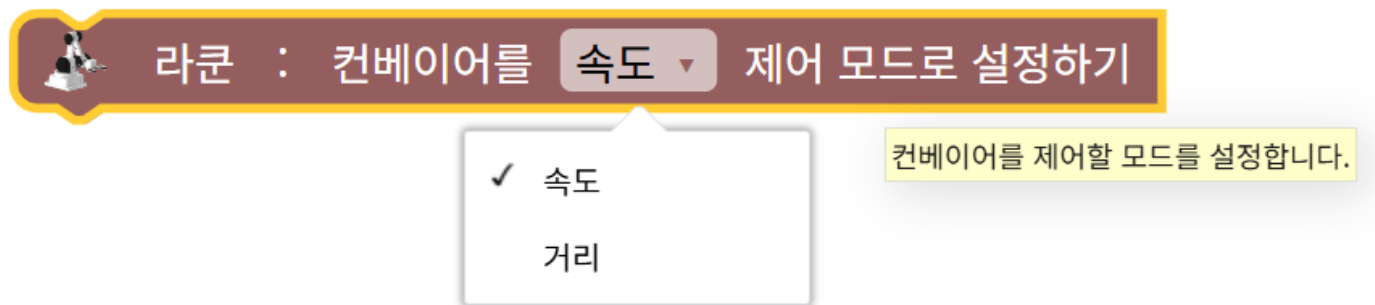 라쿤 : 컨베이어를 속도 ▼ 제어 모드로 설정하기
컨베이어를 제어할 모드를 설정합니다.
✓ 속도
거리